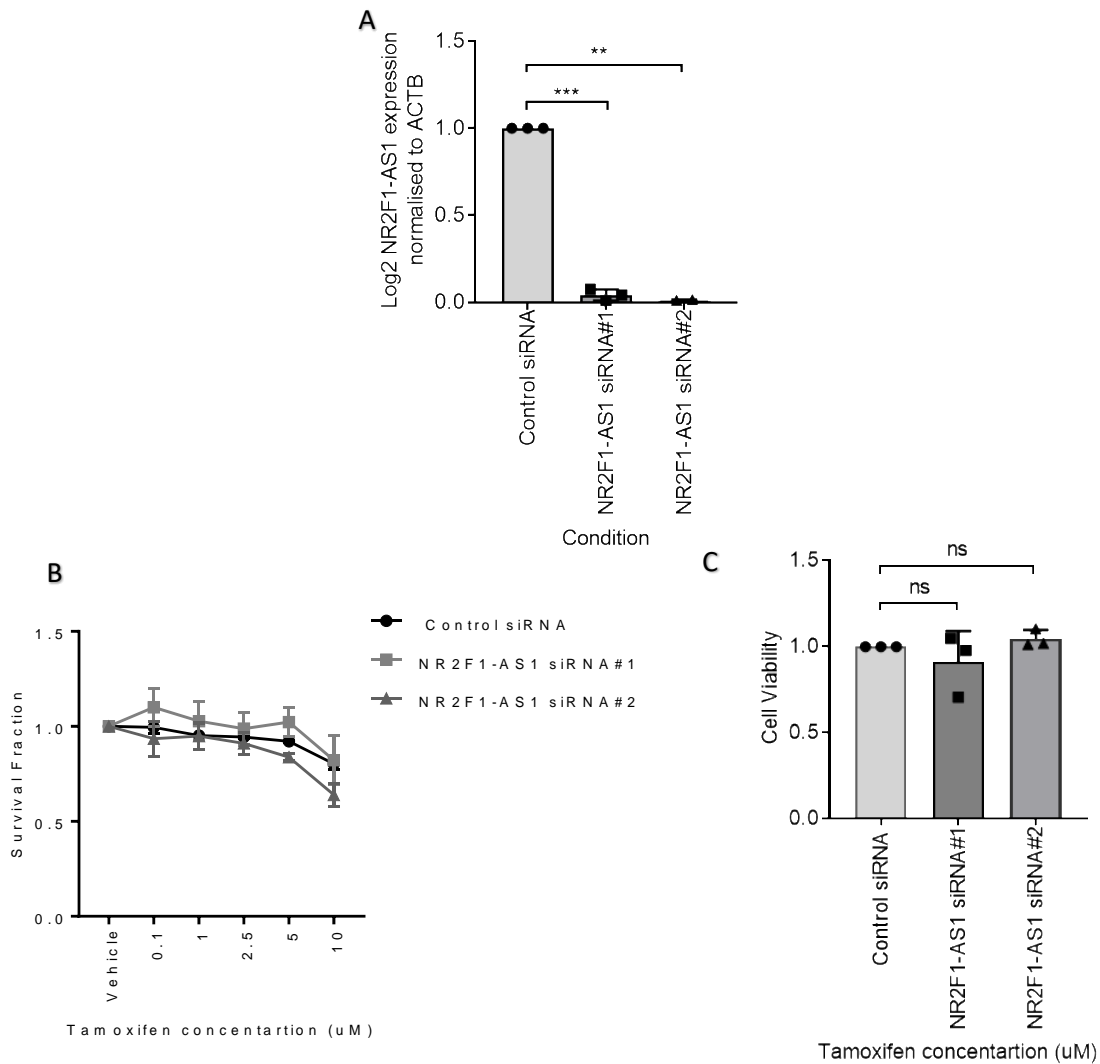 A
Log2 NR2F1-AS1 expression
normalised to ACTB
1.5
1.0
0.5
0.0
**
***
Control siRNA
NR2F1-AS1 siRNA#1
NR2F1-AS1 siRNA#2
Condition
B
Survival Fraction
1.5
1.0
0.5
0.0
Vehicle
0.1
1
2.5
5
10
Tamoxifen concentartion (uM)
Control siRNA
NR2F1-AS1 siRNA#1
NR2F1-AS1 siRNA#2
C
Cell Viability
1.5
1.0
0.5
0.0
ns
ns
Control siRNA
NR2F1-AS1 siRNA#1
NR2F1-AS1 siRNA#2
Tamoxifen concentartion (uM)